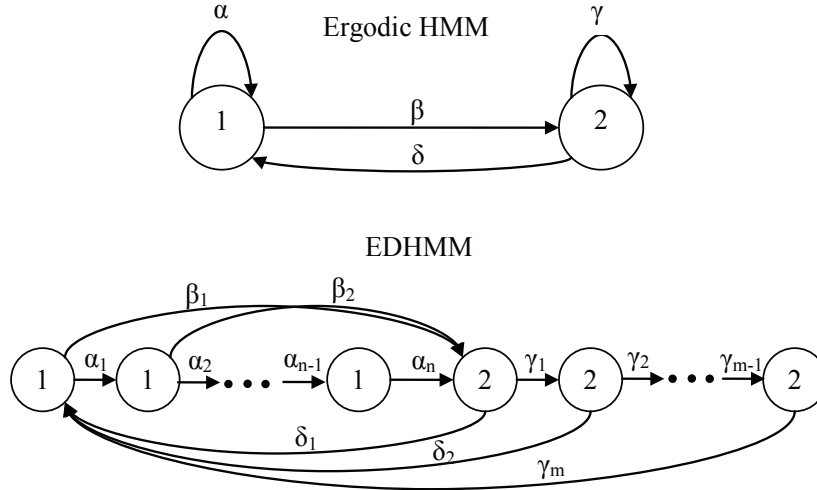 α
γ
Ergodic HMM
1
β
2
δ
EDHMM
β₁
β₂
1
α₁
1
α₂
αₙ₋₁
1
αₙ
2
γ₁
2
γ₂
γₘ₋₁
2
δ₁
δ₂
γₘ